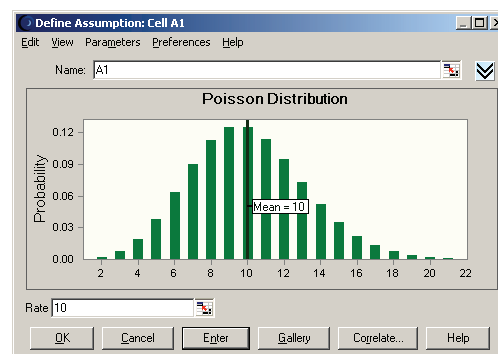 Define Assumption: Cell A1
Edit View Parameters Preferences Help
Name: A1
Poisson Distribution
Probability
0.12
0.09
0.06
0.03
0.00
Mean = 10
2 4 6 8 10 12 14 16 18 20 22
Rate 10
OK Cancel Enter Gallery Correlate... Help